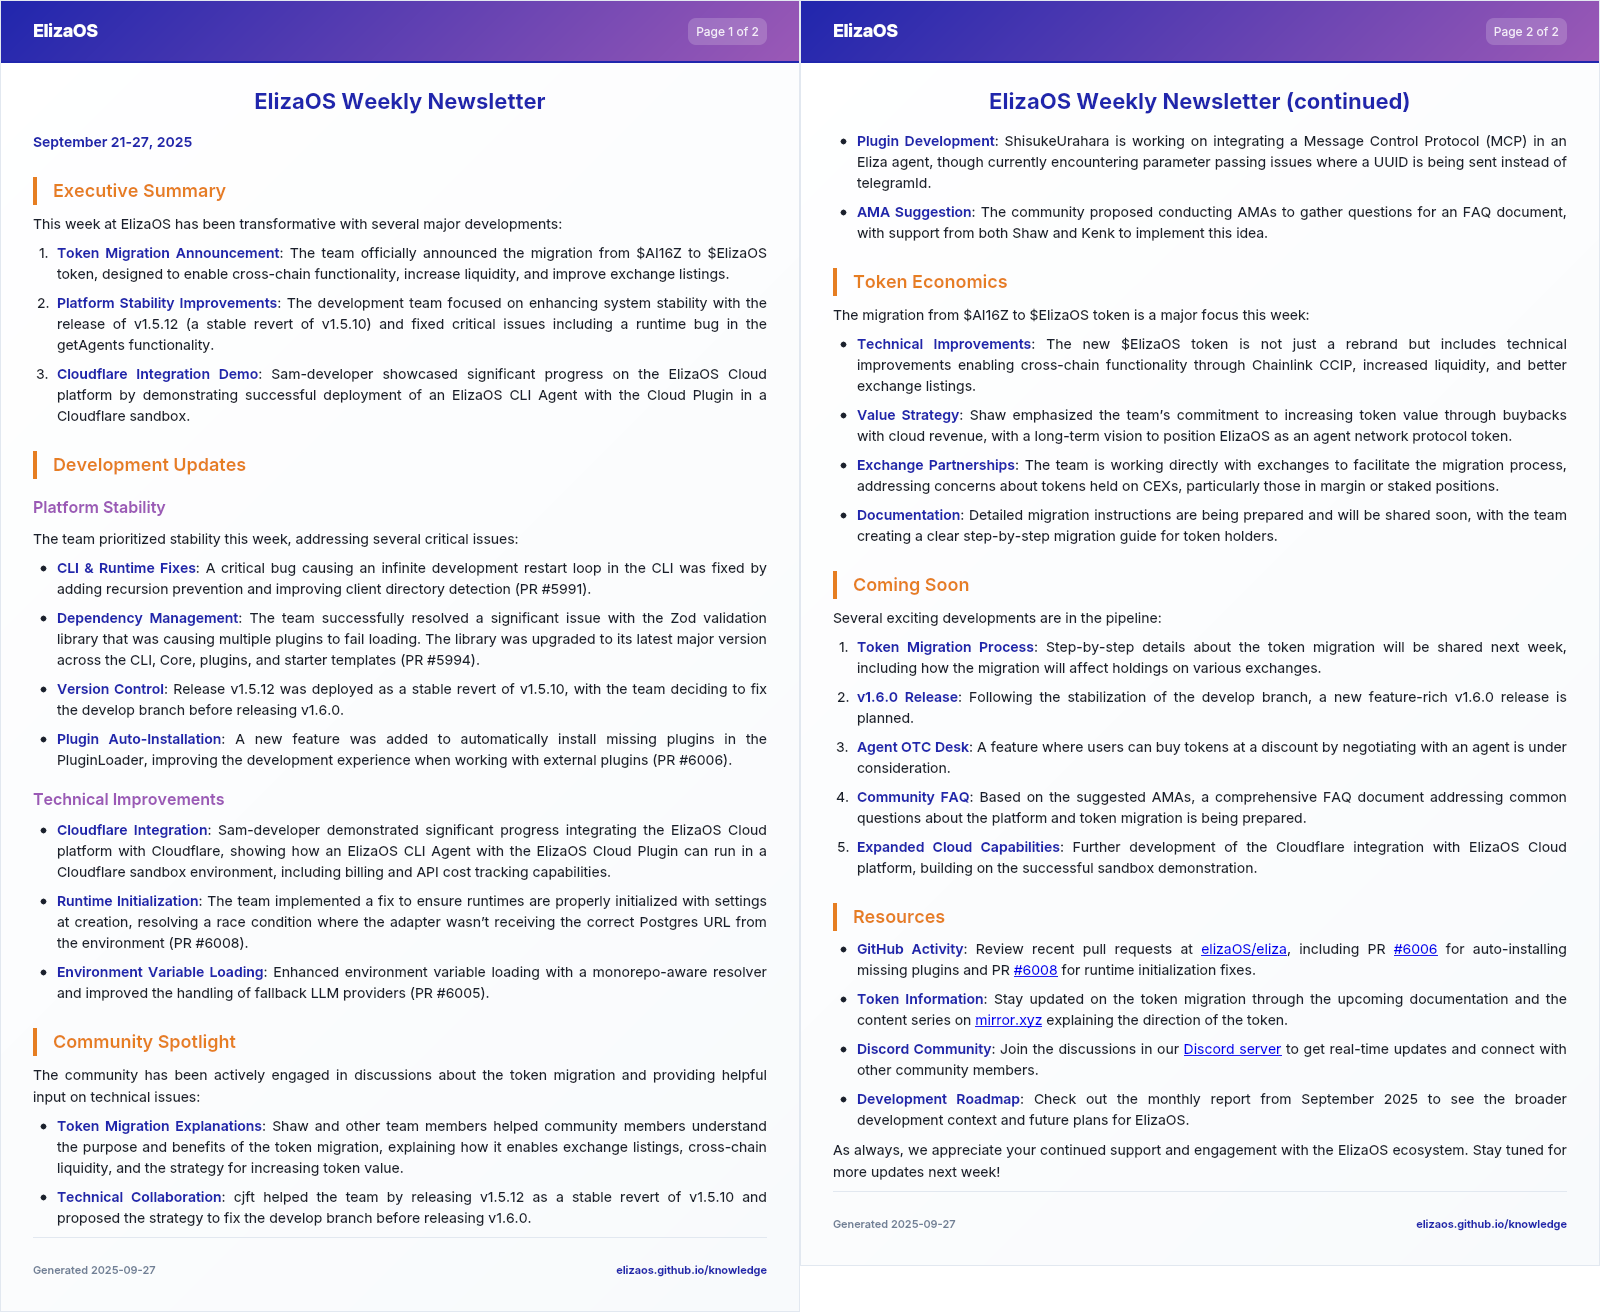 ElizaOS
Page 1 of 2
ElizaOS Weekly Newsletter
September 21-27, 2025
Executive Summary
This week at ElizaOS has been transformative with several major developments:
1. Token Migration Announcement: The team officially announced the migration from $AI16Z to $ElizaOS
token, designed to enable cross-chain functionality, increase liquidity, and improve exchange listings.
2. Platform Stability Improvements: The development team focused on enhancing system stability with the
release of v1.5.12 (a stable revert of v1.5.10) and fixed critical issues including a runtime bug in the
getAgents functionality.
3. Cloudflare Integration Demo: Sam-developer showcased significant progress on the ElizaOS Cloud
platform by demonstrating successful deployment of an ElizaOS CLI Agent with the Cloud Plugin in a
Cloudflare sandbox.
Development Updates
Platform Stability
The team prioritized stability this week, addressing several critical issues:
• CLI & Runtime Fixes: A critical bug causing an infinite development restart loop in the CLI was fixed by
adding recursion prevention and improving client directory detection (PR #5991).
• Dependency Management: The team successfully resolved a significant issue with the Zod validation
library that was causing multiple plugins to fail loading. The library was upgraded to its latest major version
across the CLI, Core, plugins, and starter templates (PR #5994).
• Version Control: Release v1.5.12 was deployed as a stable revert of v1.5.10, with the team deciding to fix
the develop branch before releasing v1.6.0.
• Plugin Auto-Installation: A new feature was added to automatically install missing plugins in the
PluginLoader, improving the development experience when working with external plugins (PR #6006).
Technical Improvements
• Cloudflare Integration: Sam-developer demonstrated significant progress integrating the ElizaOS Cloud
platform with Cloudflare, showing how an ElizaOS CLI Agent with the ElizaOS Cloud Plugin can run in a
Cloudflare sandbox environment, including billing and API cost tracking capabilities.
• Runtime Initialization: The team implemented a fix to ensure runtimes are properly initialized with settings
at creation, resolving a race condition where the adapter wasn't receiving the correct Postgres URL from
the environment (PR #6008).
• Environment Variable Loading: Enhanced environment variable loading with a monorepo-aware resolver
and improved the handling of fallback LLM providers (PR #6005).
Community Spotlight
The community has been actively engaged in discussions about the token migration and providing helpful
input on technical issues:
• Token Migration Explanations: Shaw and other team members helped community members understand
the purpose and benefits of the token migration, explaining how it enables exchange listings, cross-chain
liquidity, and the strategy for increasing token value.
• Technical Collaboration: cjft helped the team by releasing v1.5.12 as a stable revert of v1.5.10 and
proposed the strategy to fix the develop branch before releasing v1.6.0.
Generated 2025-09-27
elizaos.github.io/knowledge
ElizaOS
Page 2 of 2
ElizaOS Weekly Newsletter (continued)
• Plugin Development: ShisukeUrahara is working on integrating a Message Control Protocol (MCP) in an
Eliza agent, though currently encountering parameter passing issues where a UUID is being sent instead of
telegramId.
• AMA Suggestion: The community proposed conducting AMAs to gather questions for an FAQ document,
with support from both Shaw and Kenk to implement this idea.
Token Economics
The migration from $AI16Z to $ElizaOS token is a major focus this week:
• Technical Improvements: The new $ElizaOS token is not just a rebrand but includes technical
improvements enabling cross-chain functionality through Chainlink CCIP, increased liquidity, and better
exchange listings.
• Value Strategy: Shaw emphasized the team's commitment to increasing token value through buybacks
with cloud revenue, with a long-term vision to position ElizaOS as an agent network protocol token.
• Exchange Partnerships: The team is working directly with exchanges to facilitate the migration process,
addressing concerns about tokens held on CEXs, particularly those in margin or staked positions.
• Documentation: Detailed migration instructions are being prepared and will be shared soon, with the team
creating a clear step-by-step migration guide for token holders.
Coming Soon
Several exciting developments are in the pipeline:
1. Token Migration Process: Step-by-step details about the token migration will be shared next week,
including how the migration will affect holdings on various exchanges.
2. v1.6.0 Release: Following the stabilization of the develop branch, a new feature-rich v1.6.0 release is
planned.
3. Agent OTC Desk: A feature where users can buy tokens at a discount by negotiating with an agent is under
consideration.
4. Community FAQ: Based on the suggested AMAs, a comprehensive FAQ document addressing common
questions about the platform and token migration is being prepared.
5. Expanded Cloud Capabilities: Further development of the Cloudflare integration with ElizaOS Cloud
platform, building on the successful sandbox demonstration.
Resources
• GitHub Activity: Review recent pull requests at elizaOS/eliza, including PR #6006 for auto-installing
missing plugins and PR #6008 for runtime initialization fixes.
• Token Information: Stay updated on the token migration through the upcoming documentation and the
content series on mirror.xyz explaining the direction of the token.
• Discord Community: Join the discussions in our Discord server to get real-time updates and connect with
other community members.
• Development Roadmap: Check out the monthly report from September 2025 to see the broader
development context and future plans for ElizaOS.
As always, we appreciate your continued support and engagement with the ElizaOS ecosystem. Stay tuned for
more updates next week!
Generated 2025-09-27
elizaos.github.io/knowledge